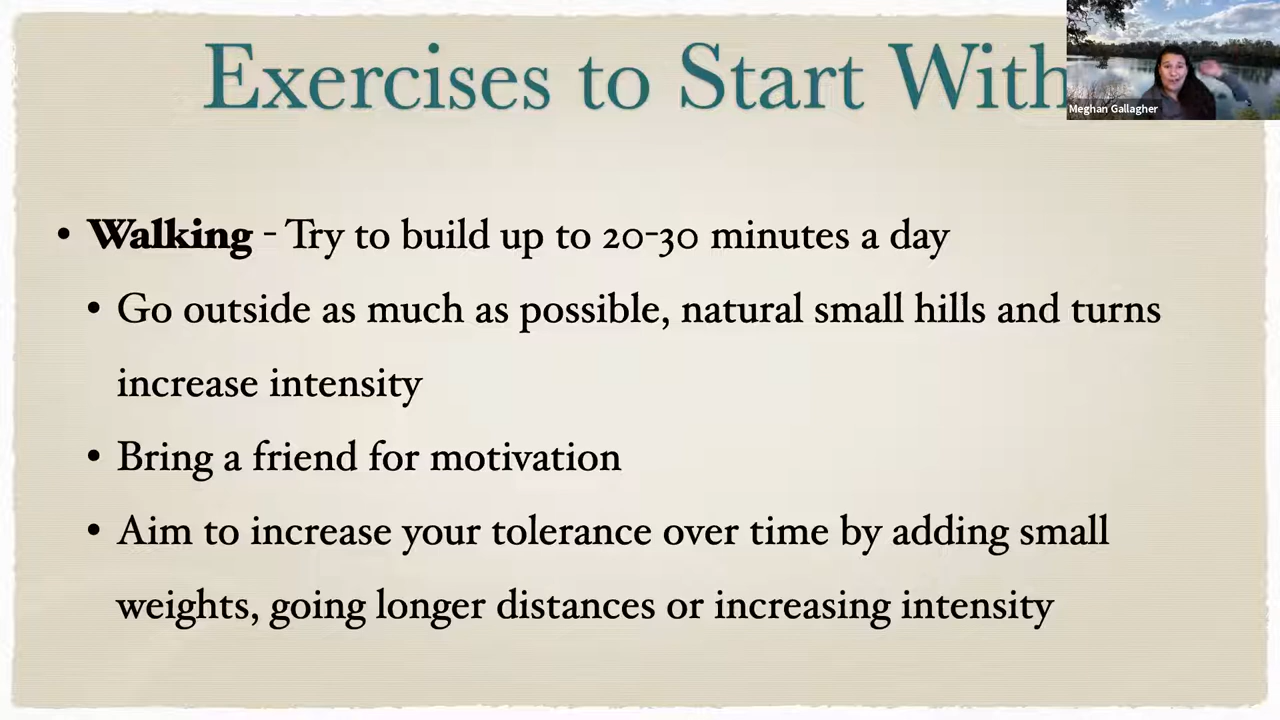 Exercises to Start With
Meghan Gallagher
• Walking - Try to build up to 20-30 minutes a day
• Go outside as much as possible, natural small hills and turns
increase intensity
• Bring a friend for motivation
• Aim to increase your tolerance over time by adding small
weights, going longer distances or increasing intensity